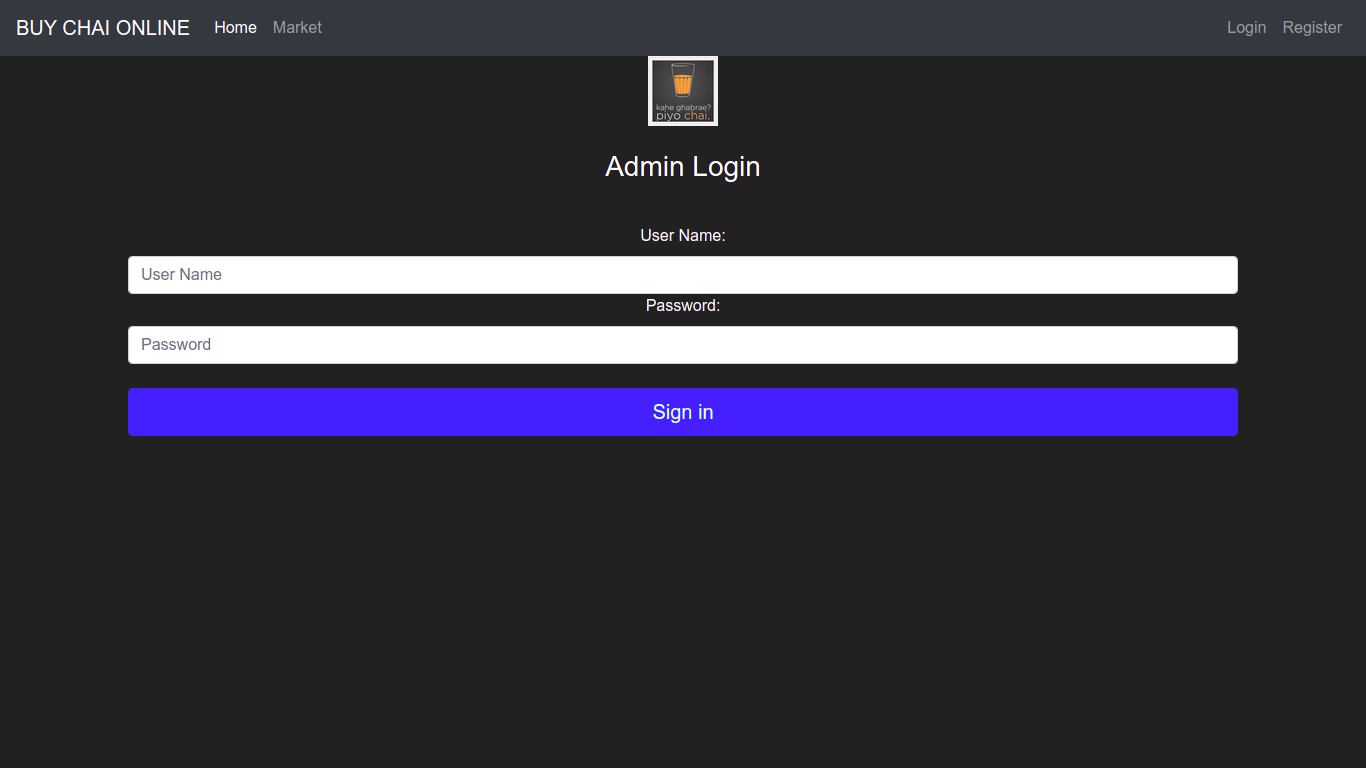 BUY CHAI ONLINE Home Market Login Register
kahe ghabrae?
piyo chai.
Admin Login
User Name:
User Name
Password:
Password
Sign in